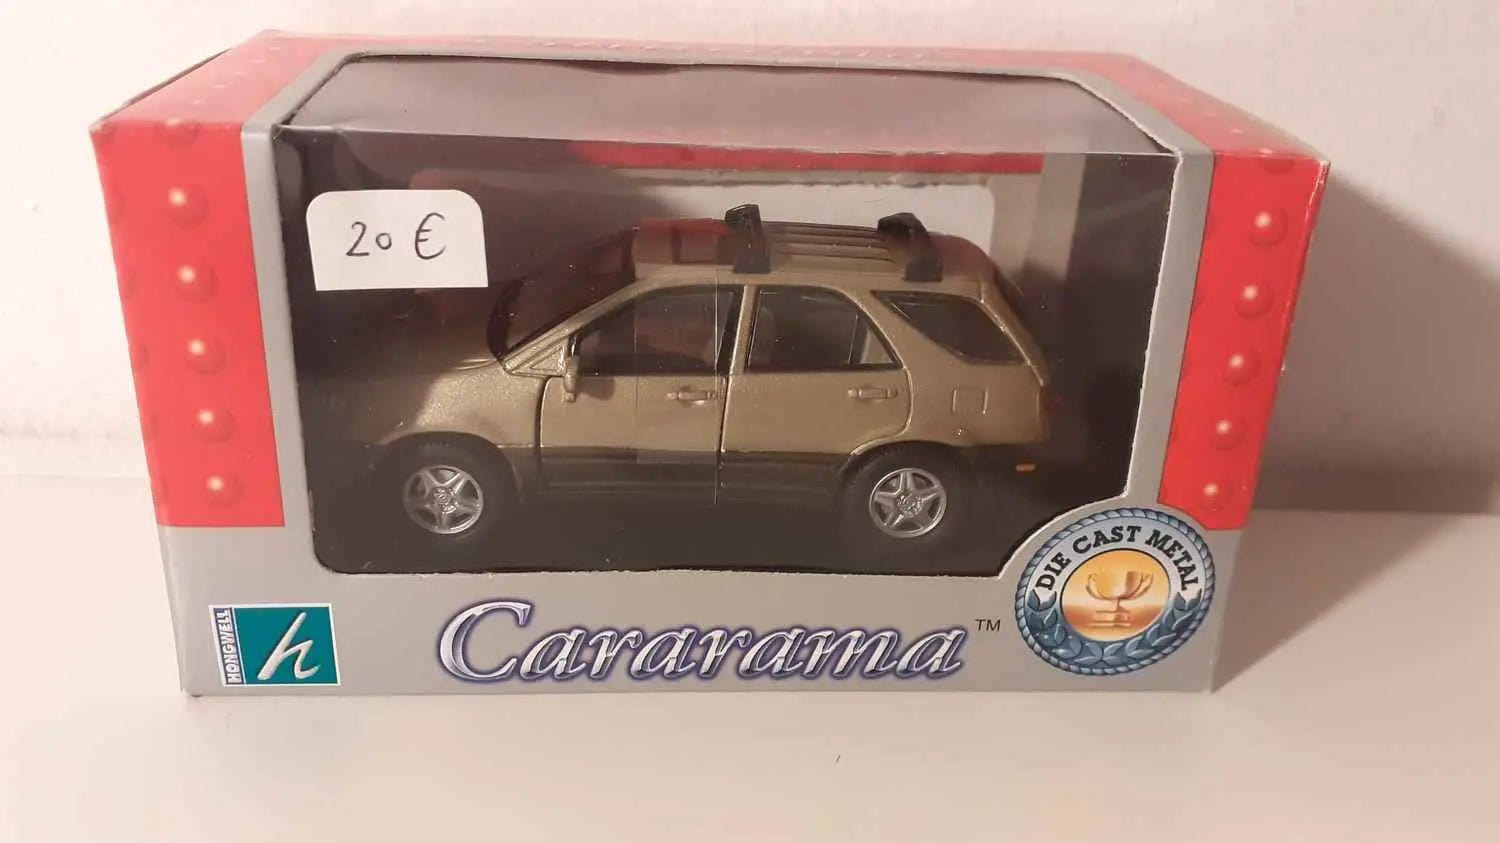 20 €
HONGWELL
h
Cararama™
DIE CAST METAL